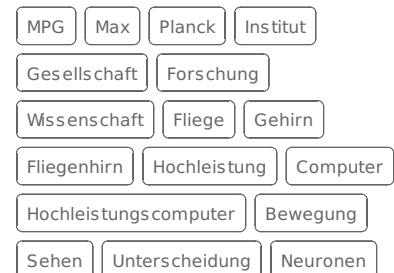 MPG Max Planck Institut
Gesellschaft Forschung
Wissenschaft Fliege Gehirn
Fliegenhirn Hochleistung Computer
Hochleistungscomputer Bewegung
Sehen Unterscheidung Neuronen